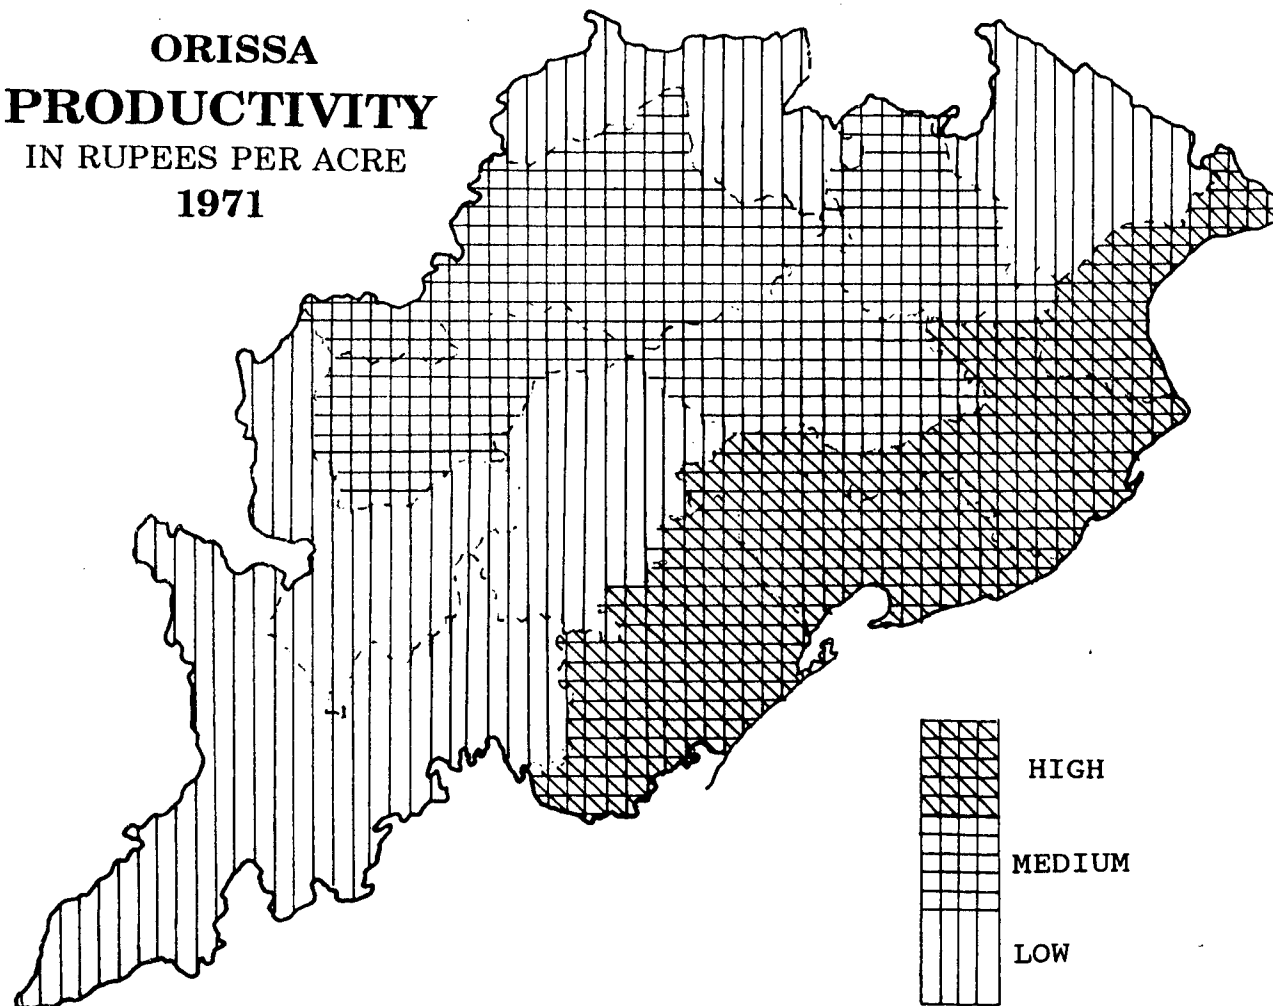 ORISSA
PRODUCTIVITY
IN RUPEES PER ACRE
1971
HIGH
MEDIUM
LOW